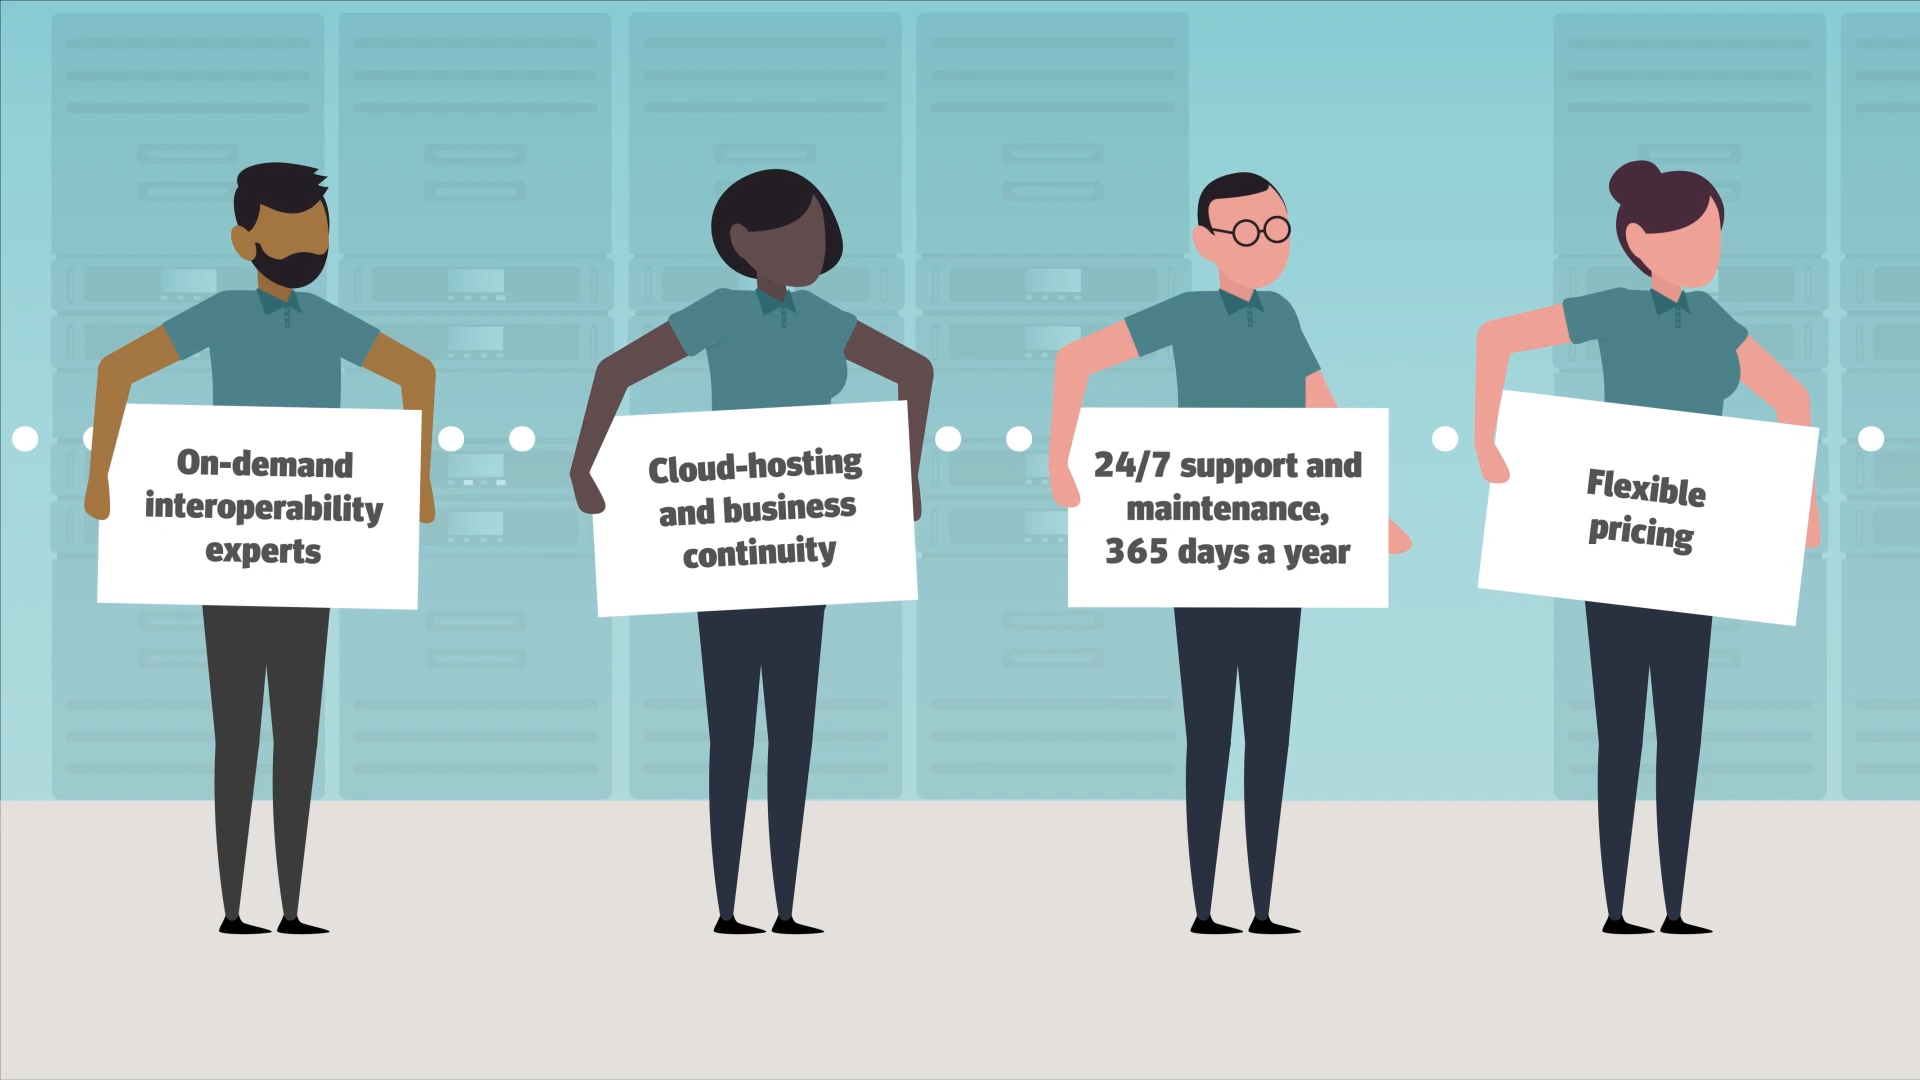 On-demand
interoperability
experts
Cloud-hosting
and business
continuity
24/7 support and
maintenance,
365 days a year
Flexible
pricing